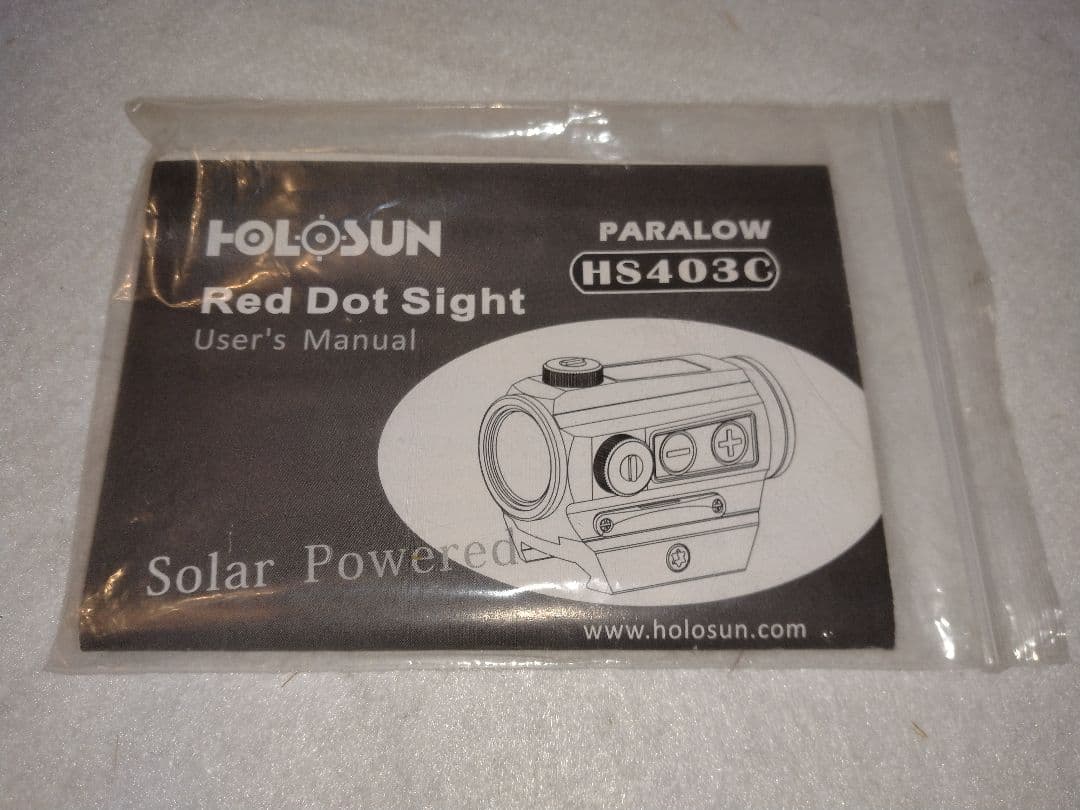 HOLOSUN
PARALOW
HS403C
Red Dot Sight
User's Manual
Solar Powered
www.holosun.com